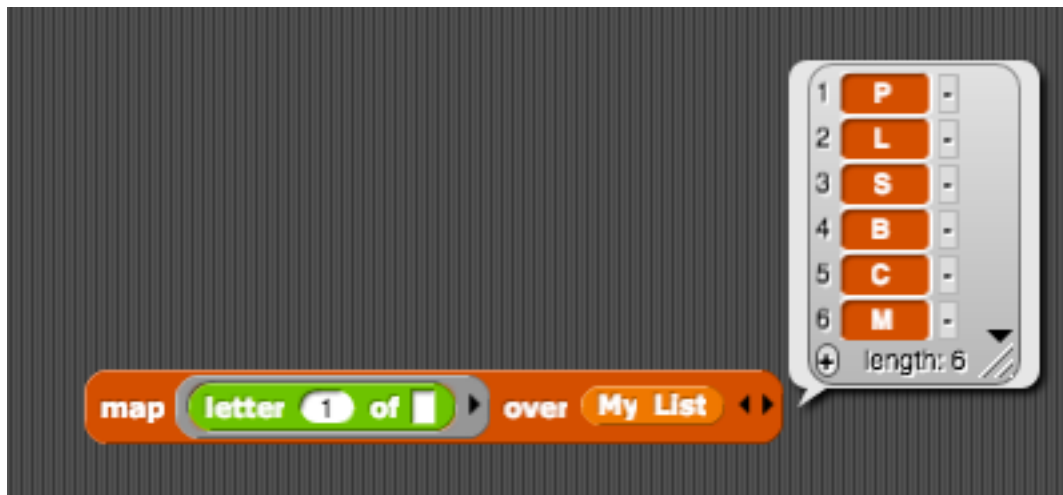 1 P -
2 L -
3 S -
4 B -
5 C -
6 M -
+ length: 6
map letter 1 of over My List